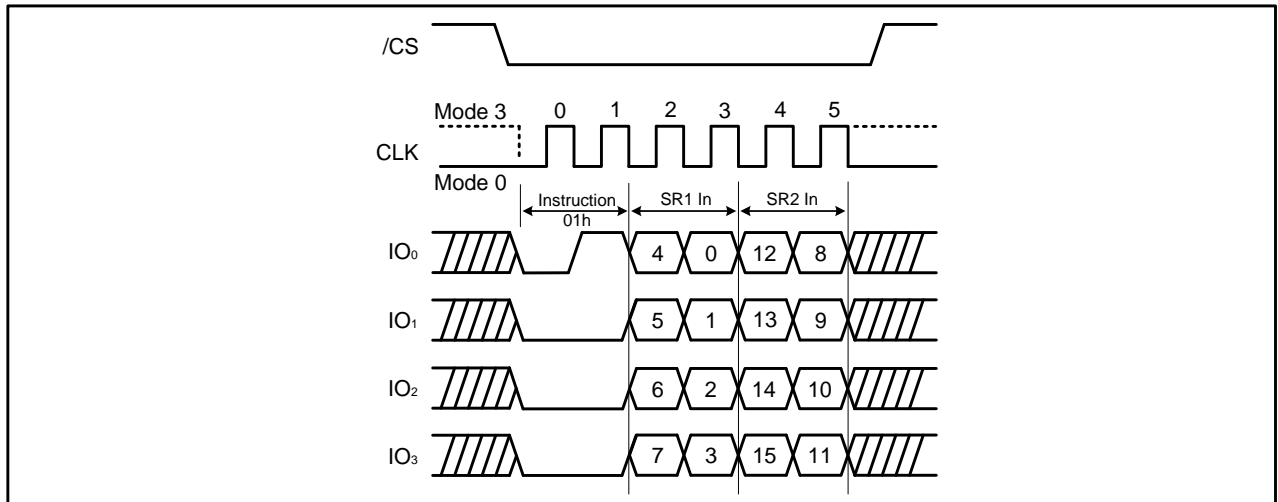 /CS
Mode 3 0 1 2 3 4 5
CLK
Mode 0
Instruction SR1 In SR2 In
01h
IO₀ 4 0 12 8
IO₁ 5 1 13 9
IO₂ 6 2 14 10
IO₃ 7 3 15 11